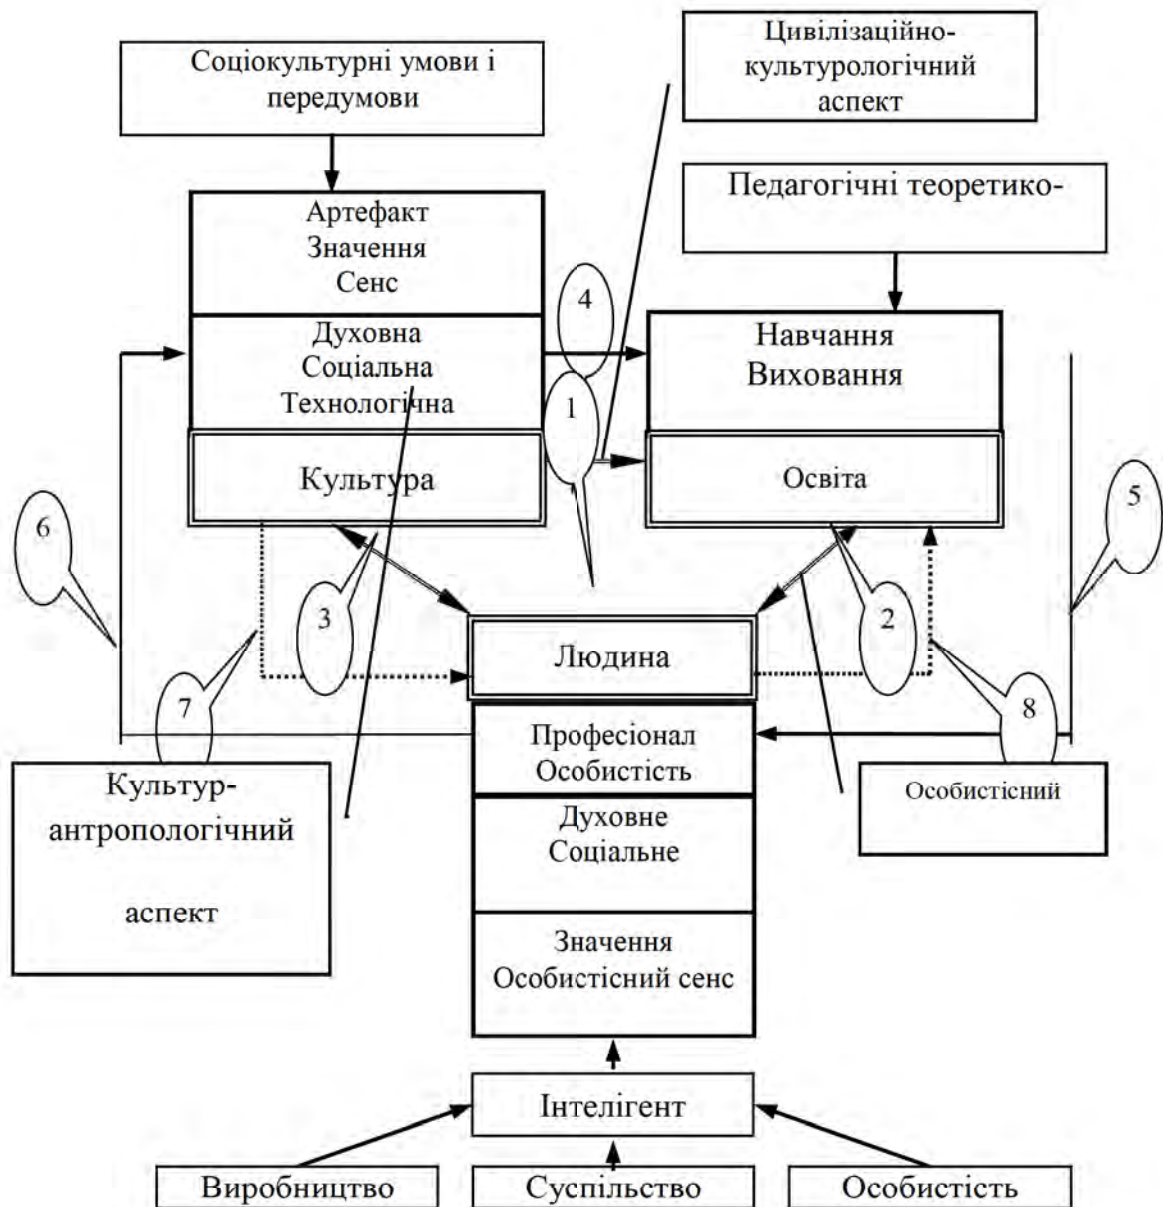 Соціокультурні умови і
передумови
Цивілізаційно-
культурологічний
аспект
Педагогічні теоретико-
Артефакт
Значення
Сенс
Духовна
Соціальна
Технологічна
Культура
4
1
Навчання
Виховання
Освіта
6
5
3
2
7
8
Людина
Професіонал
Особистість
Духовне
Соціальне
Значення
Особистісний сенс
Культур-
антропологічний
аспект
Особистісний
Інтелігент
Виробництво
Суспільство
Особистість